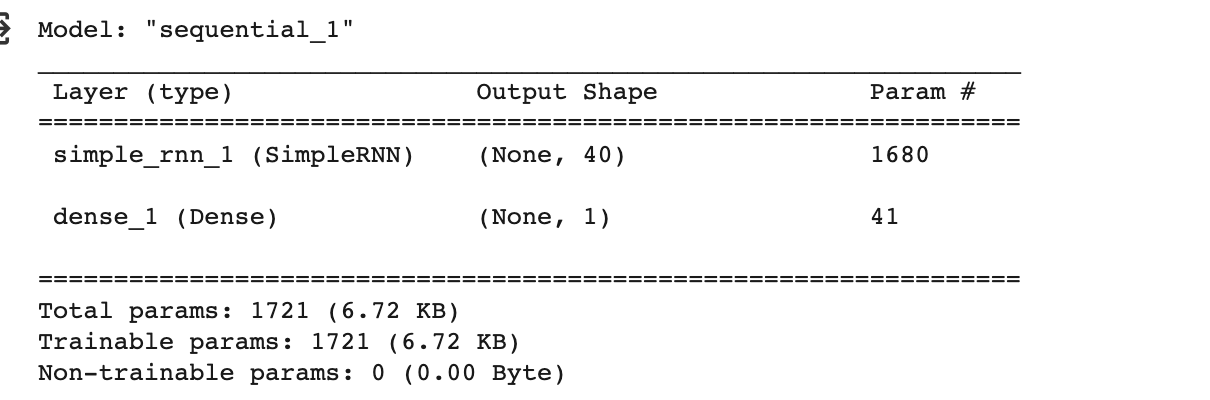 Model: "sequential_1"
_________________________________________________________________
Layer (type) Output Shape Param #
=================================================================
simple_rnn_1 (SimpleRNN) (None, 40) 1680
dense_1 (Dense) (None, 1) 41
=================================================================
Total params: 1721 (6.72 KB)
Trainable params: 1721 (6.72 KB)
Non-trainable params: 0 (0.00 Byte)